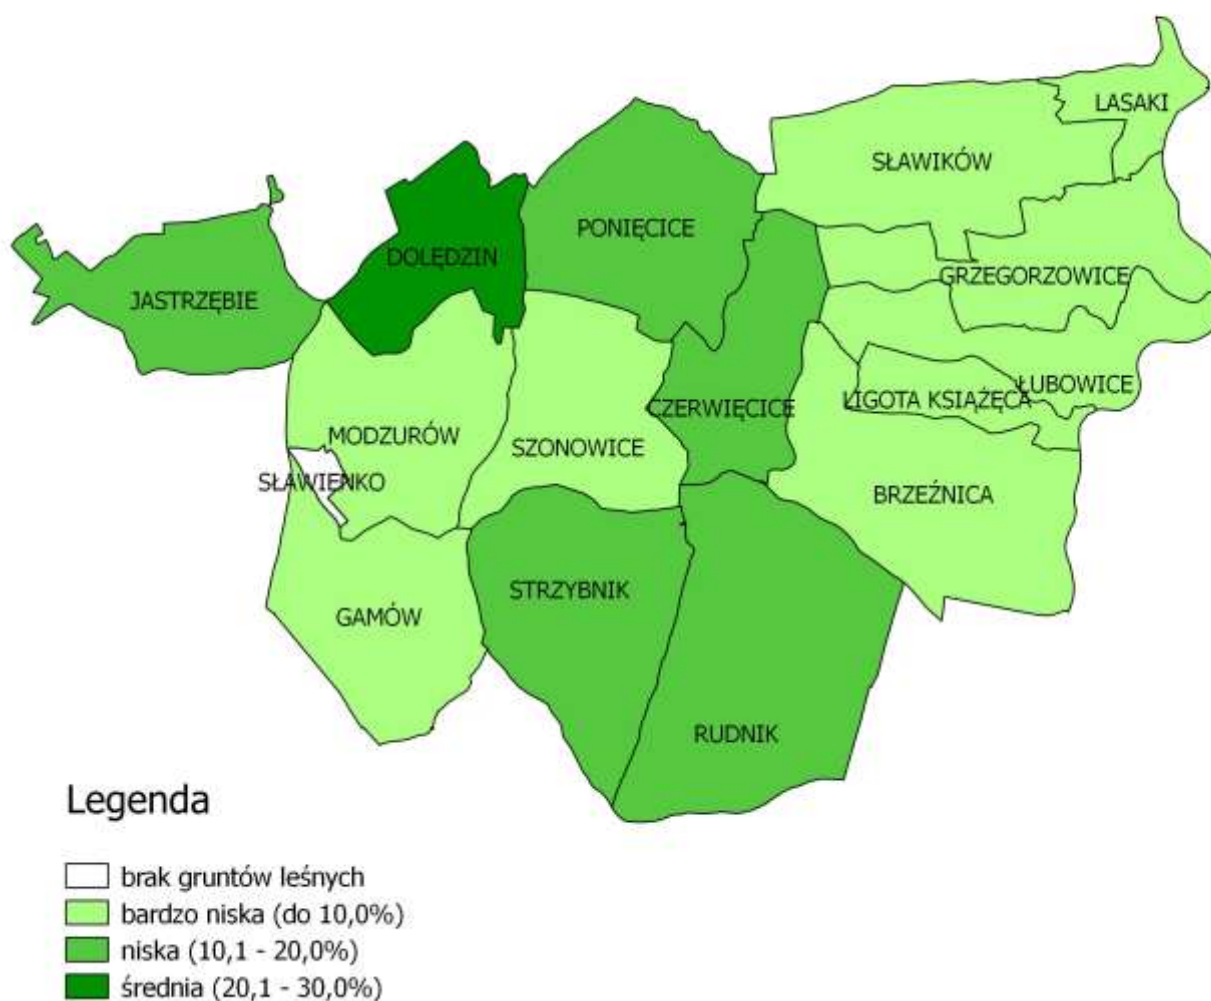 LASAKI
SŁAWIKÓW
PONIĘCICE
DOLĘDZIN
GRZEGORZOWICE
JASTRZĘBIE
ŁUBOWICE
LIGOTA KSIĄŻĘCA
CZERWIĘCICE
MODZURÓW
SZONOWICE
SŁAWIENKO
BRZEŹNICA
STRZYBNIK
GAMÓW
RUDNIK
Legenda
brak gruntów leśnych
bardzo niska (do 10,0%)
niska (10,1 - 20,0%)
średnia (20,1 - 30,0%)